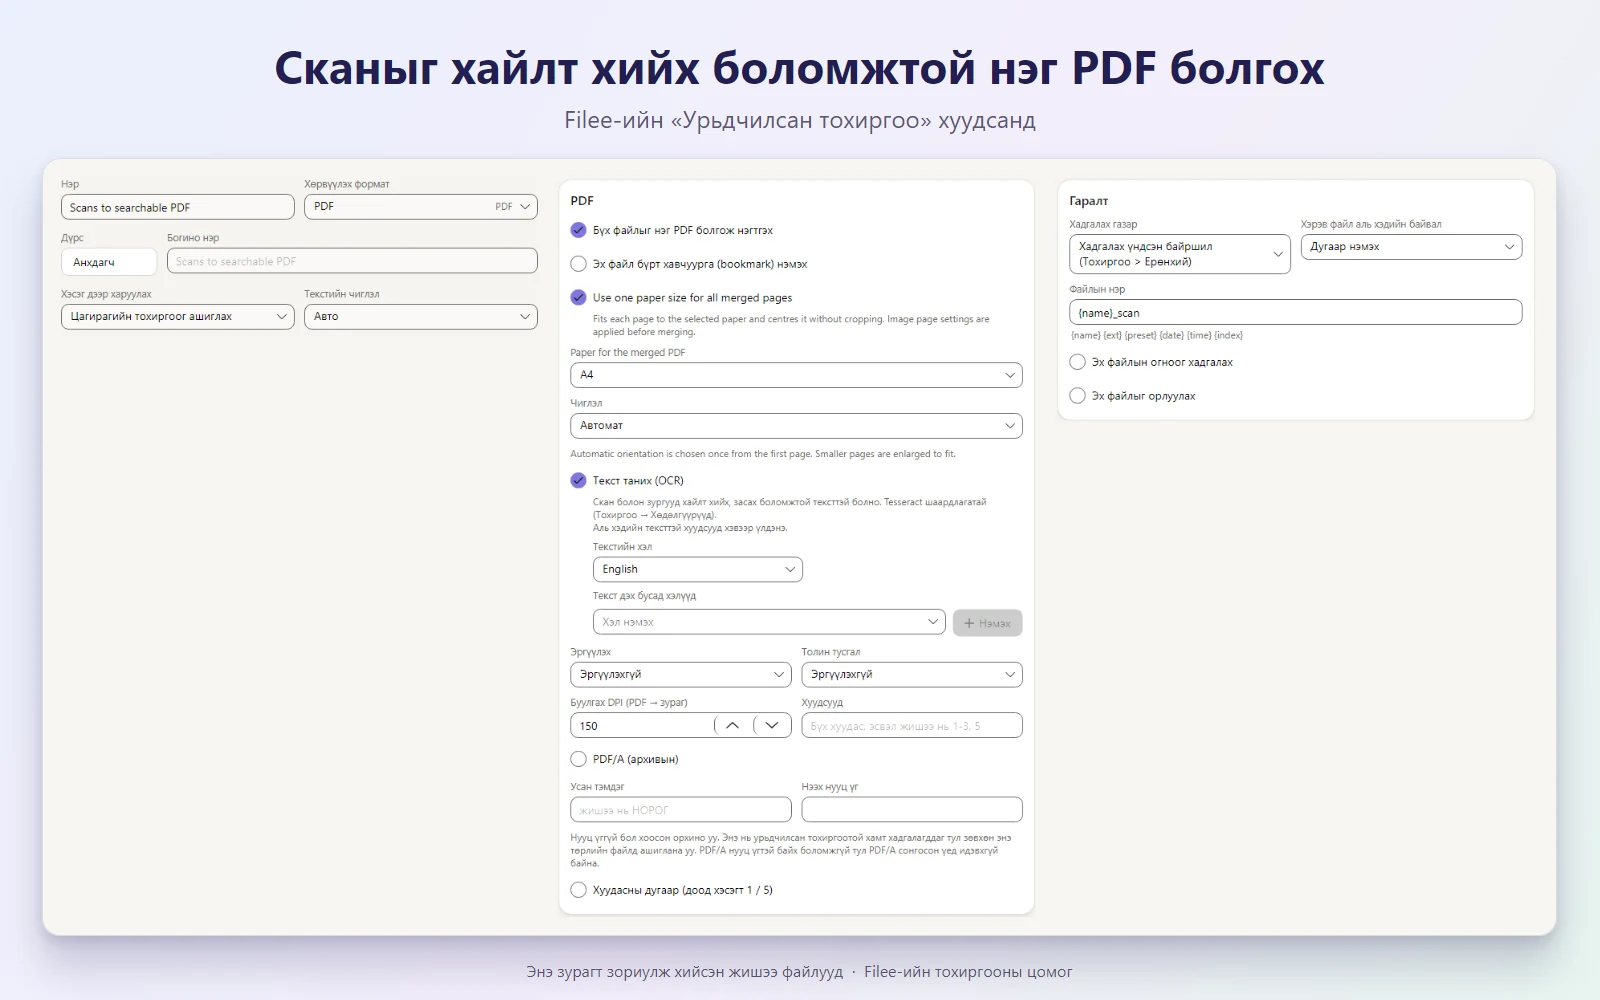 Сканыг хайлт хийх боломжтой нэг PDF болгох
Filee-ийн «Урьдчилсан тохиргоо» хуудсанд
Нэр
Scans to searchable PDF
Хөрвүүлэх формат
PDF PDF
Дүрс
Анхдагч
Богино нэр
Scans to searchable PDF
Хэсэг дээр харуулах
Цагирагийн тохиргоог ашиглах
Текстийн чиглэл
Авто
PDF
Бүх файлыг нэг PDF болгож нэгтгэх
Эх файл бүрт хавчуурга (bookmark) нэмэх
Use one paper size for all merged pages
Fits each page to the selected paper and centres it without cropping. Image page settings are
applied before merging.
Paper for the merged PDF
A4
Чиглэл
Автомат
Automatic orientation is chosen once from the first page. Smaller pages are enlarged to fit.
Текст таних (OCR)
Скан болон зургууд хайлт хийх, засах боломжтой тексттэй болно. Tesseract шаардлагатай
(Тохиргоо → Хөдөлгүүрүүд).
Аль хэдийн тексттэй хуудсууд хэвээр үлдэнэ.
Текстийн хэл
English
Текст дэх бусад хэлүүд
Хэл нэмэх
Нэмэх
Эргүүлэх
Эргүүлэхгүй
Толин тусгал
Эргүүлэхгүй
Буулгах DPI (PDF → зураг)
150
Хуудсууд
Бүх хуудас, эсвэл жишээ нь 1-3, 5
PDF/A (архивын)
Усан тэмдэг
жишээ нь НООРОГ
Нээх нууц үг
Нууц үггүй бол хоосон орхино уу. Энэ нь урьдчилсан тохиргоотой хамт хадгалагддаг тул зөвхөн энэ
төрлийн файлд ашиглана уу. PDF/A нууц үгтэй байх боломжгүй тул PDF/A сонгосон үед идэвхгүй
байна.
Хуудасны дугаар (доод хэсэгт 1 / 5)
Гаралт
Хадгалах газар
Хадгалах үндсэн байршил
(Тохиргоо > Ерөнхий)
Хэрэв файл аль хэдийн байвал
Дугаар нэмэх
Файлын нэр
{name}_scan
{name} {ext} {preset} {date} {time} {index}
Эх файлын огноог хадгалах
Эх файлыг орлуулах
Энэ зурагт зориулж хийсэн жишээ файлууд · Filee-ийн тохиргооны цомог